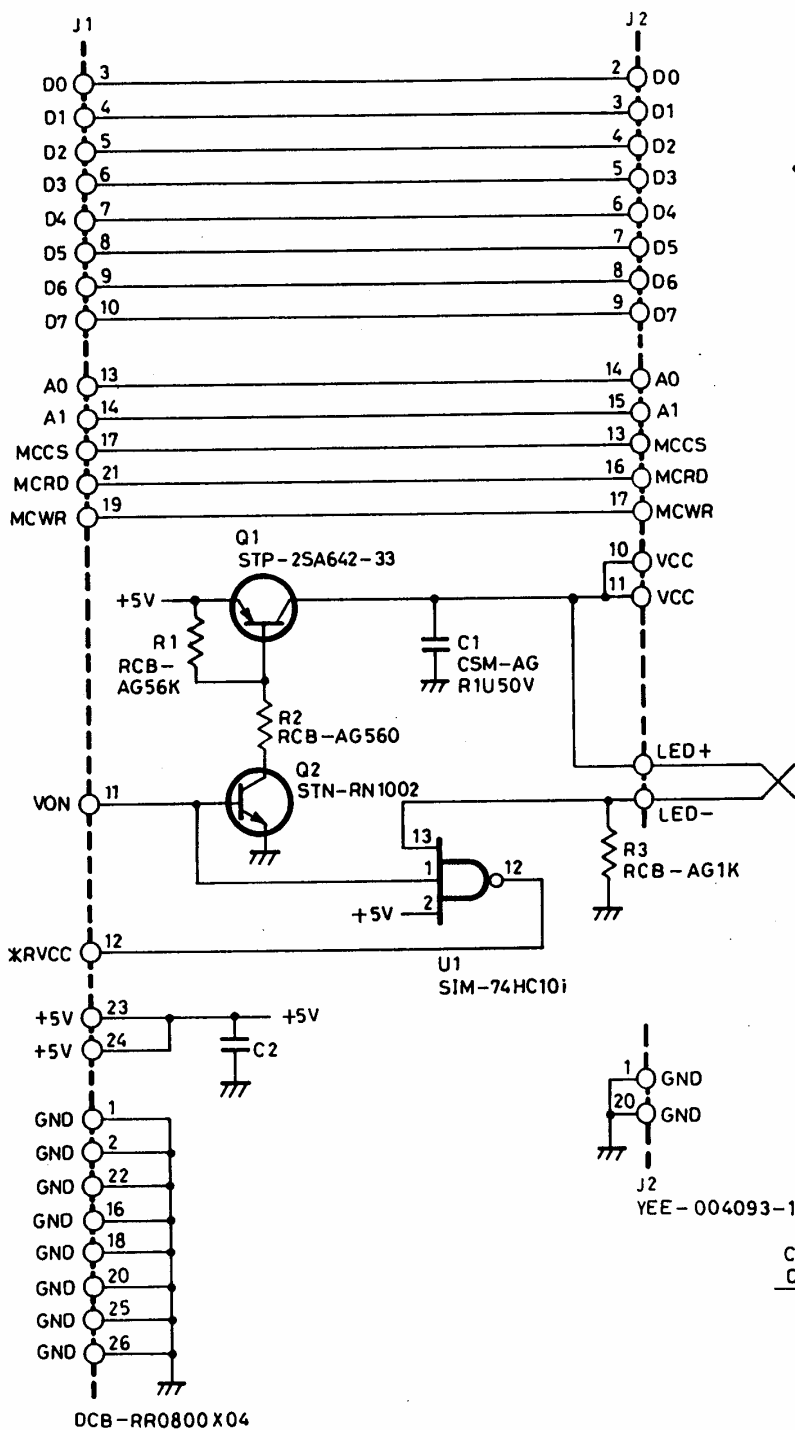 J1 J2
D0 3 2 D0
D1 4 3 D1
D2 5 4 D2
D3 6 5 D3
D4 7 6 D4
D5 8 7 D5
D6 9 8 D6
D7 10 9 D7
A0 13 14 A0
A1 14 15 A1
MCCS 17 13 MCCS
MCRD 21 16 MCRD
MCWR 19 17 MCWR
Q1
STP-2SA642-33
10 VCC
+5V 11 VCC
R1
RCB-
AG56K
C1
CSM-AG
R1U50V
R2
RCB-AG560
LED+
Q2
STN-RN1002
VON 11
LED-
13
1 12
2
+5V
R3
RCB-AG1K
*RVCC 12
U1
SIM-74HC10i
+5V 23 +5V
+5V 24
C2
1 GND
20 GND
J2
YEE-004093-1
C
D
GND 1
GND 2
GND 22
GND 16
GND 18
GND 20
GND 25
GND 26
DCB-RR0800X04